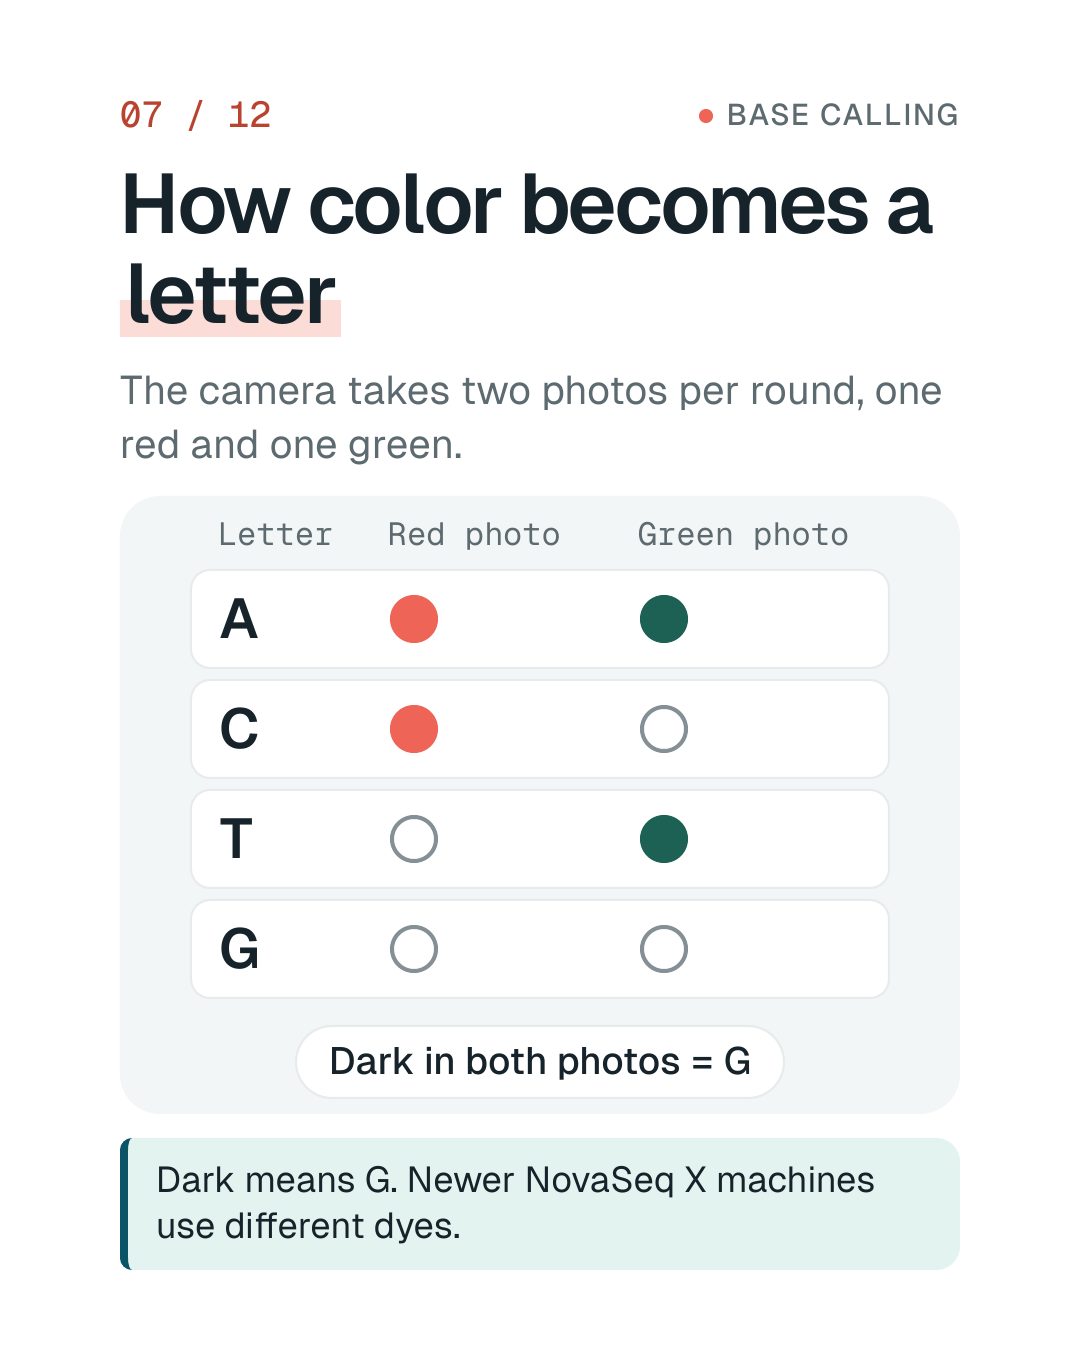 07 / 12
BASE CALLING
How color becomes a
letter
The camera takes two photos per round, one
red and one green.
Letter Red photo Green photo
A
C
T
G
Dark in both photos = G
Dark means G. Newer NovaSeq X machines
use different dyes.